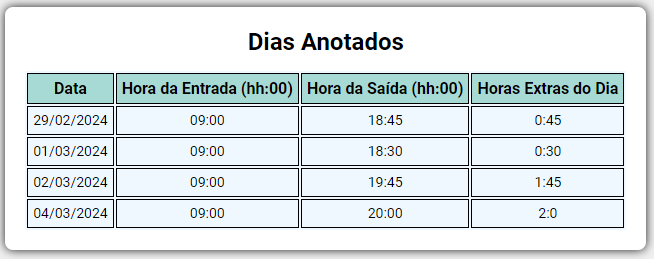 Dias Anotados
Data Hora da Entrada (hh:00) Hora da Saída (hh:00) Horas Extras do Dia
29/02/2024 09:00 18:45 0:45
01/03/2024 09:00 18:30 0:30
02/03/2024 09:00 19:45 1:45
04/03/2024 09:00 20:00 2:0